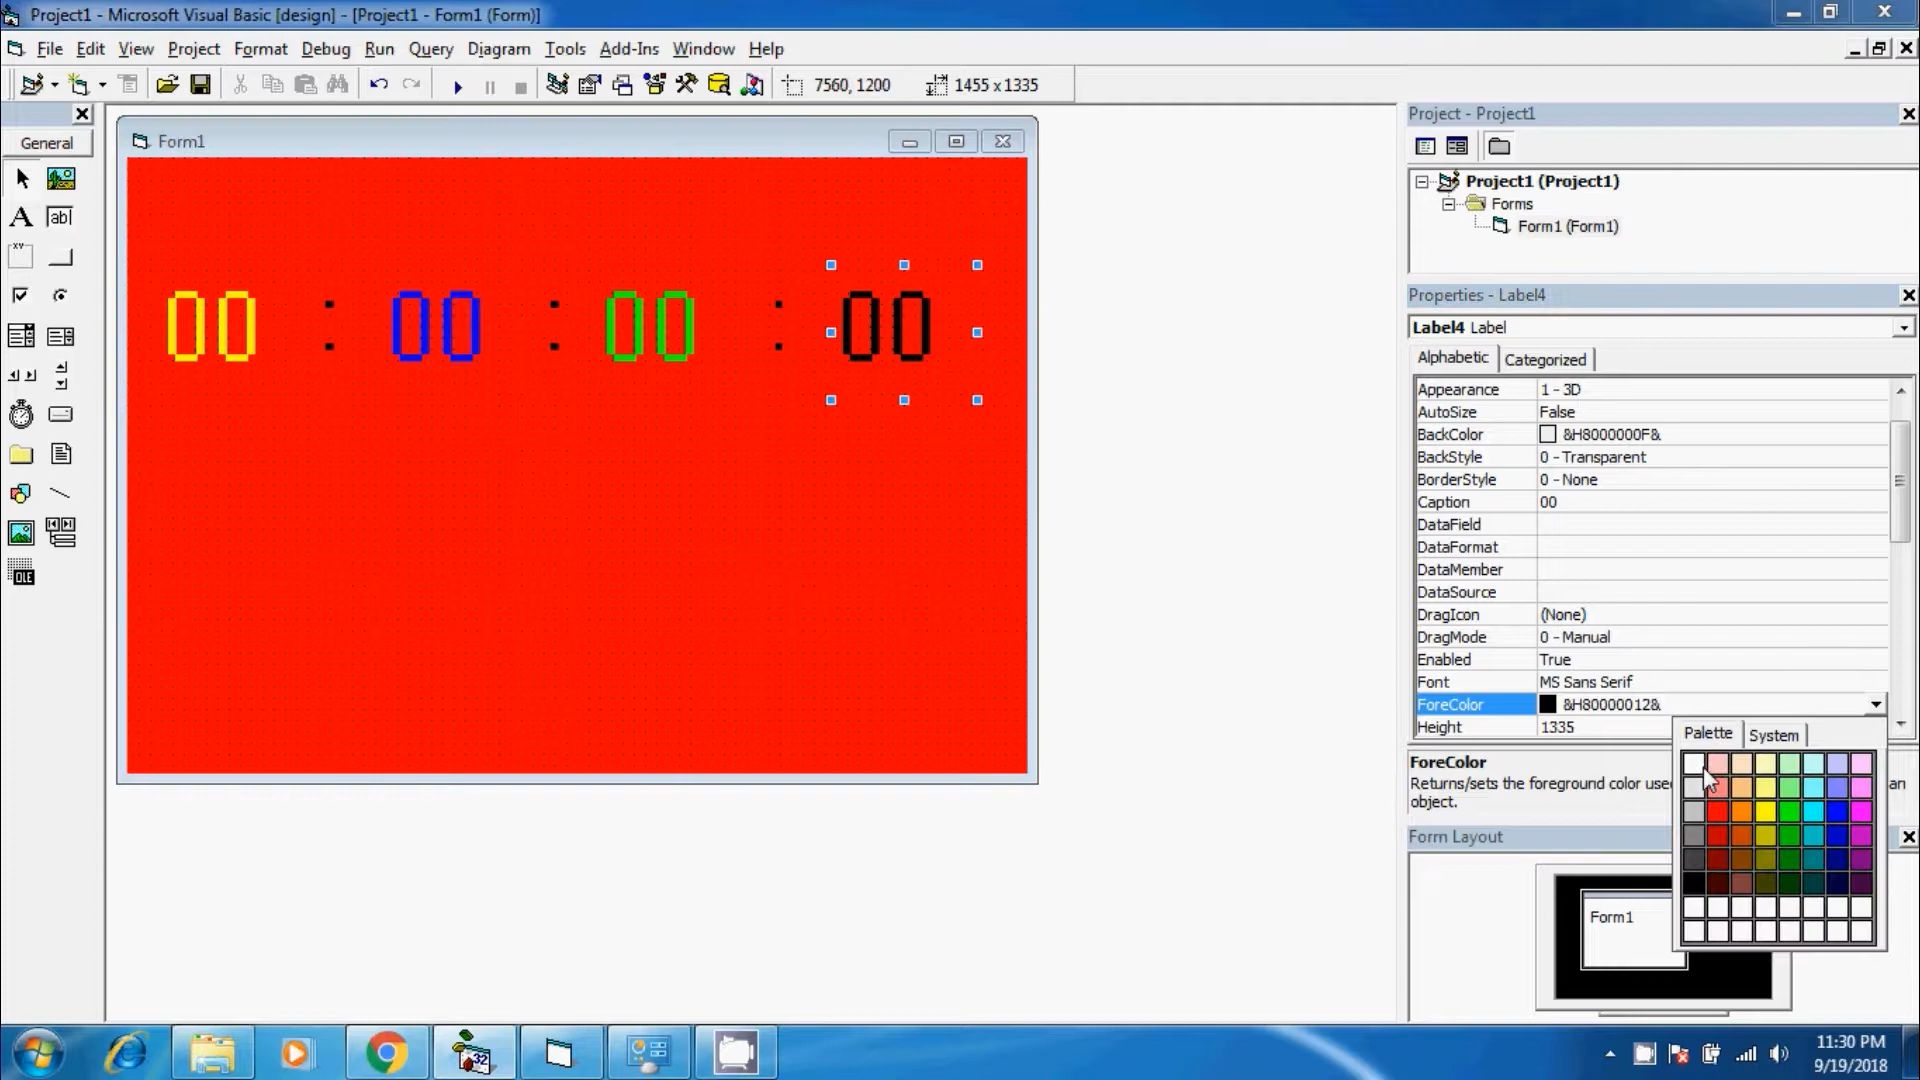 Project1 - Microsoft Visual Basic [design] - [Project1 - Form1 (Form)]
File Edit View Project Format Debug Run Query Diagram Tools Add-Ins Window Help
7560, 1200 1455 x 1335
General
A ab|
XY
OLE
Form1
00 : 00 : 00 : 00
Project - Project1
Project1 (Project1)
Forms
Form1 (Form1)
Properties - Label4
Label4 Label
Alphabetic Categorized
Appearance 1 - 3D
AutoSize False
BackColor &H8000000F&
BackStyle 0 - Transparent
BorderStyle 0 - None
Caption 00
DataField
DataFormat
DataMember
DataSource
DragIcon (None)
DragMode 0 - Manual
Enabled True
Font MS Sans Serif
ForeColor &H80000012&
Height 1335
Palette System
ForeColor
Returns/sets the foreground color use an
object.
Form Layout
Form1
32
11:30 PM
9/19/2018